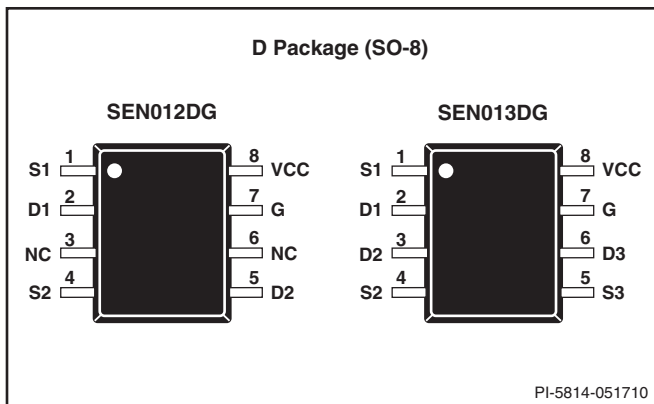 D Package (SO-8)
SEN012DG
S1 1
8 VCC
D1 2
7 G
NC 3
6 NC
S2 4
5 D2
SEN013DG
S1 1
8 VCC
D1 2
7 G
D2 3
6 D3
S2 4
5 S3
PI-5814-051710